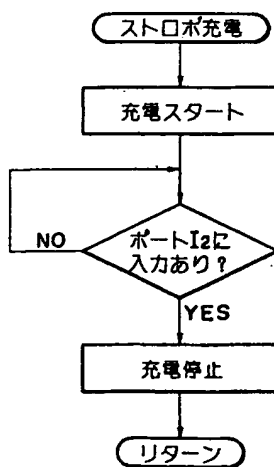 ストロボ充電
充電スタート
ポートI2に
入力あり？
NO
YES
充電停止
リターン